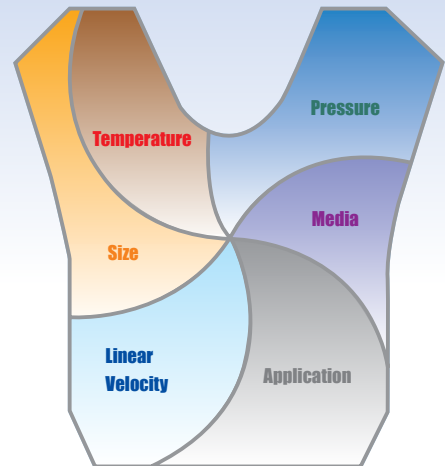 Pressure
Temperature
Media
Size
Linear
Velocity
Application